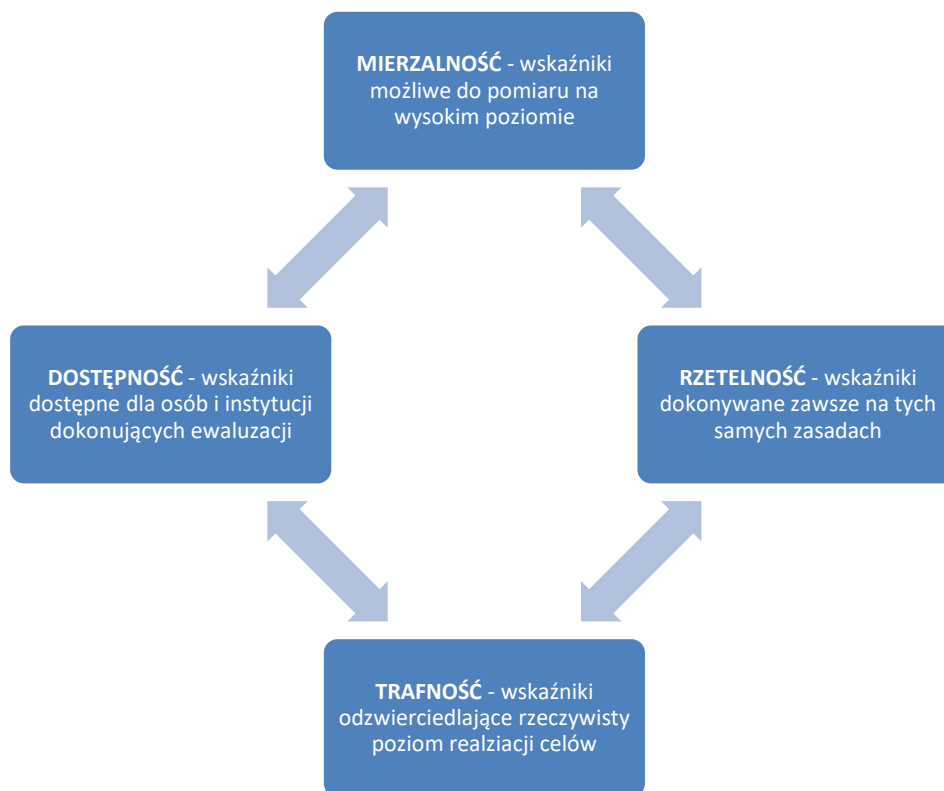 MIERZALNOŚĆ - wskaźniki
możliwe do pomiaru na
wysokim poziomie
DOSTĘPNOŚĆ - wskaźniki
dostępne dla osób i instytucji
dokonujących ewaluzacji
RZETELNOŚĆ - wskaźniki
dokonywane zawsze na tych
samych zasadach
TRAFNOŚĆ - wskaźniki
odzwierciedlające rzeczywisty
poziom realziacji celów